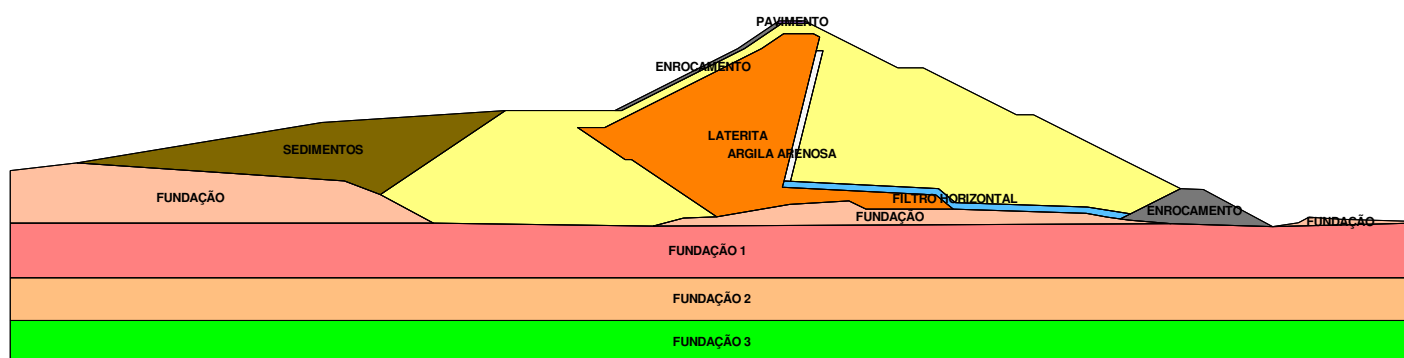 PAVIMENTO
ENROCAMENTO
LATERITA
SEDIMENTOS
ARGILA ARENOSA
FUNDAÇÃO
FILTRO HORIZONTAL
ENROCAMENTO
FUNDAÇÃO
FUNDAÇÃO
FUNDAÇÃO 1
FUNDAÇÃO 2
FUNDAÇÃO 3